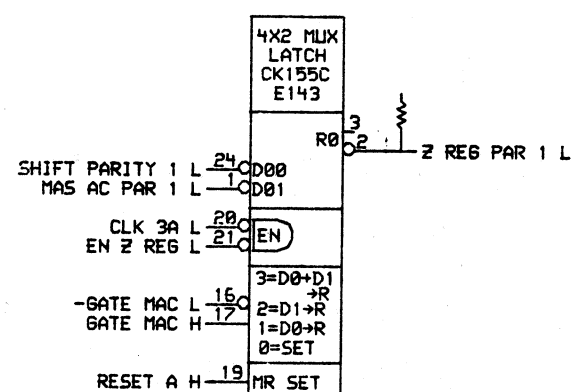 4X2 MUX
LATCH
CK155C
E143
3
R0
2
Z REG PAR 1 L
SHIFT PARITY 1 L 24 D00
MAS AC PAR 1 L 1 D01
CLK 3A L 20
EN Z REG L 21
EN
3=D0+D1
→R
-GATE MAC L 16
2=D1→R
GATE MAC H 17
1=D0→R
0=SET
RESET A H 19 MR SET